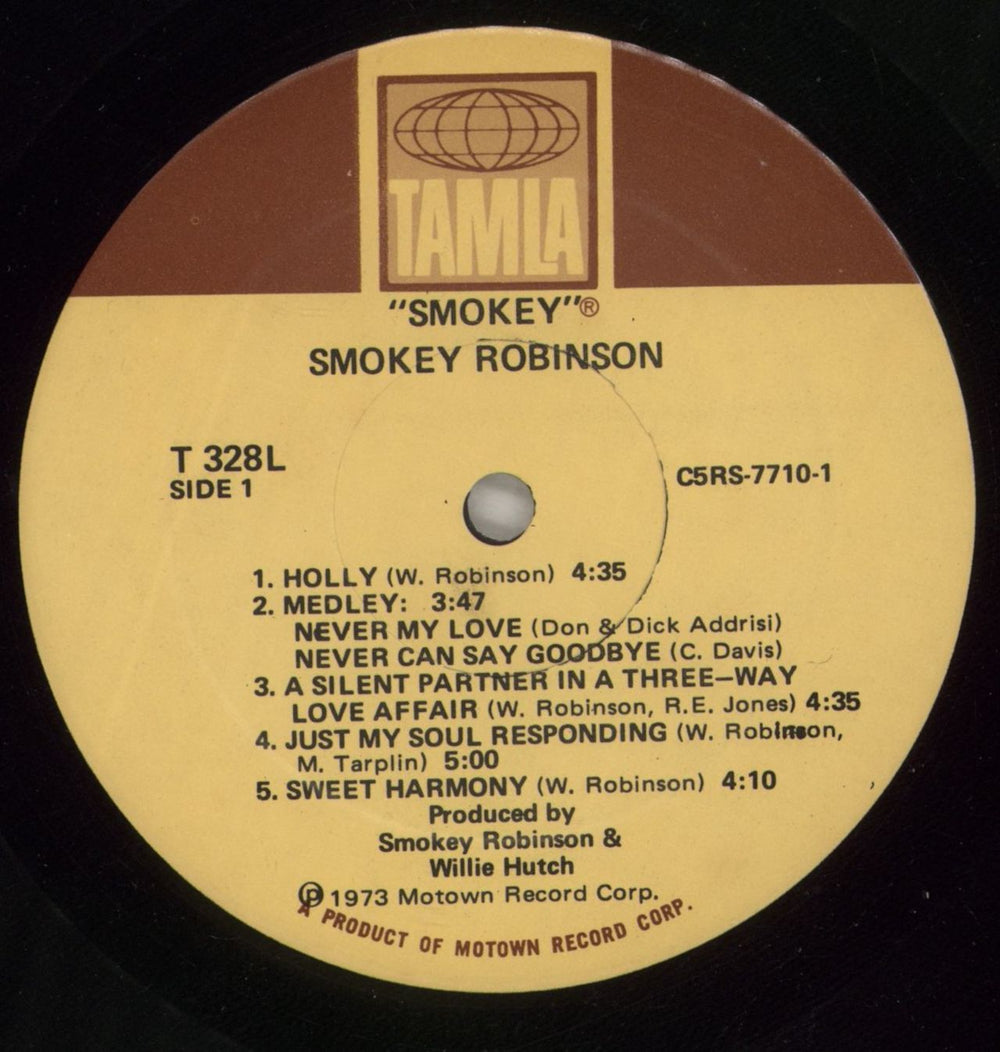 TAMLA
"SMOKEY"®
SMOKEY ROBINSON
T 328L
SIDE 1
C5RS-7710-1
1. HOLLY (W. Robinson) 4:35
2. MEDLEY: 3:47
NEVER MY LOVE (Don & Dick Addrisi)
NEVER CAN SAY GOODBYE (C. Davis)
3. A SILENT PARTNER IN A THREE—WAY
LOVE AFFAIR (W. Robinson, R.E. Jones) 4:35
4. JUST MY SOUL RESPONDING (W. Robinson,
M. Tarplin) 5:00
5. SWEET HARMONY (W. Robinson) 4:10
Produced by
Smokey Robinson &
Willie Hutch
℗ 1973 Motown Record Corp.
A PRODUCT OF MOTOWN RECORD CORP.